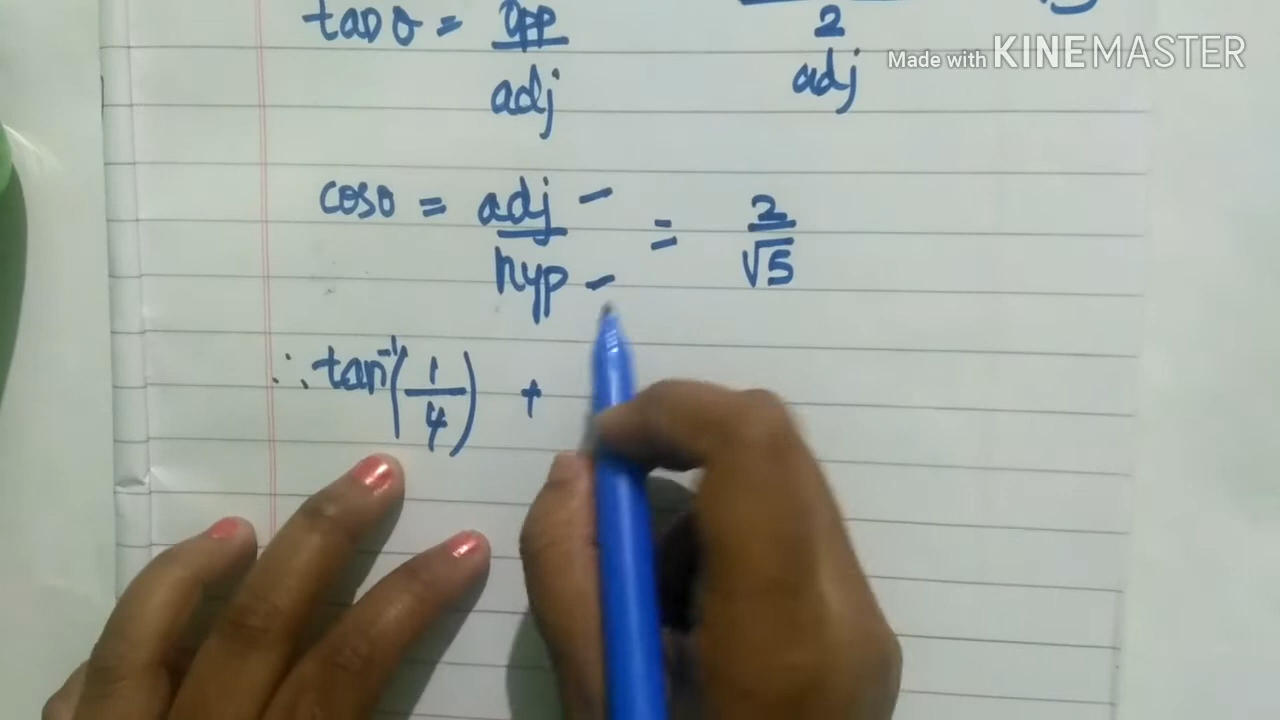 tan θ = opp/adj
2
adj
Made with KINEMASTER
cos θ = adj/hyp = 2/√5
∴ tan⁻¹(1/4) +